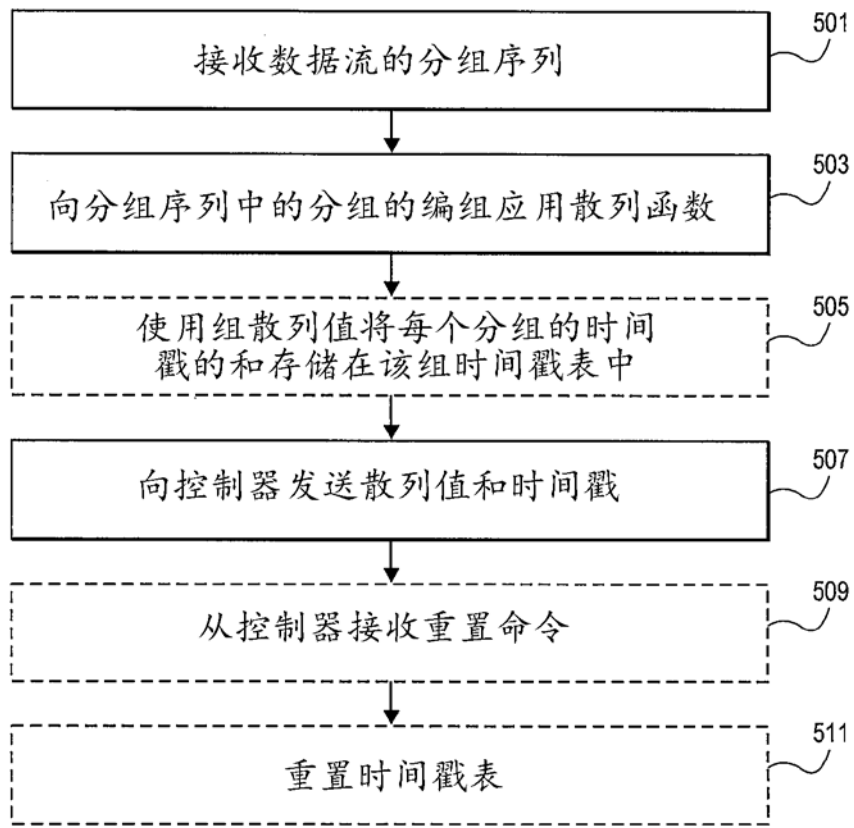 501
接收数据流的分组序列
503
向分组序列中的分组的编组应用散列函数
505
使用组散列值将每个分组的时间
戳的和存储在该组时间戳表中
507
向控制器发送散列值和时间戳
509
从控制器接收重置命令
511
重置时间戳表